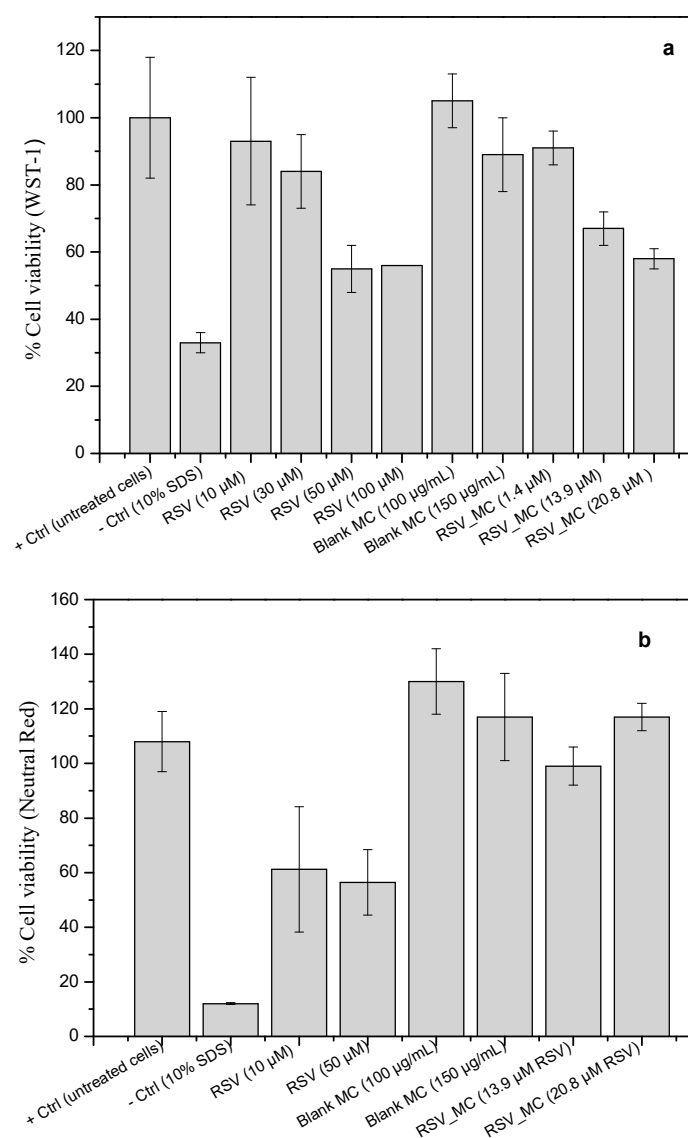 a
120
100
80
60
40
20
0
% Cell viability (WST-1)
+ Ctrl (untreated cells)
- Ctrl (10% SDS)
RSV (10 µM)
RSV (30 µM)
RSV (50 µM)
RSV (100 µM)
Blank MC (100 µg/mL)
Blank MC (150 µg/mL)
RSV_MC (1.4 µM)
RSV_MC (13.9 µM)
RSV_MC (20.8 µM )
b
160
140
120
100
80
60
40
20
0
% Cell viability (Neutral Red)
+ Ctrl (untreated cells)
- Ctrl (10% SDS)
RSV (10 µM)
RSV (50 µM)
Blank MC (100 µg/mL)
Blank MC (150 µg/mL)
RSV_MC (13.9 µM RSV)
RSV_MC (20.8 µM RSV)